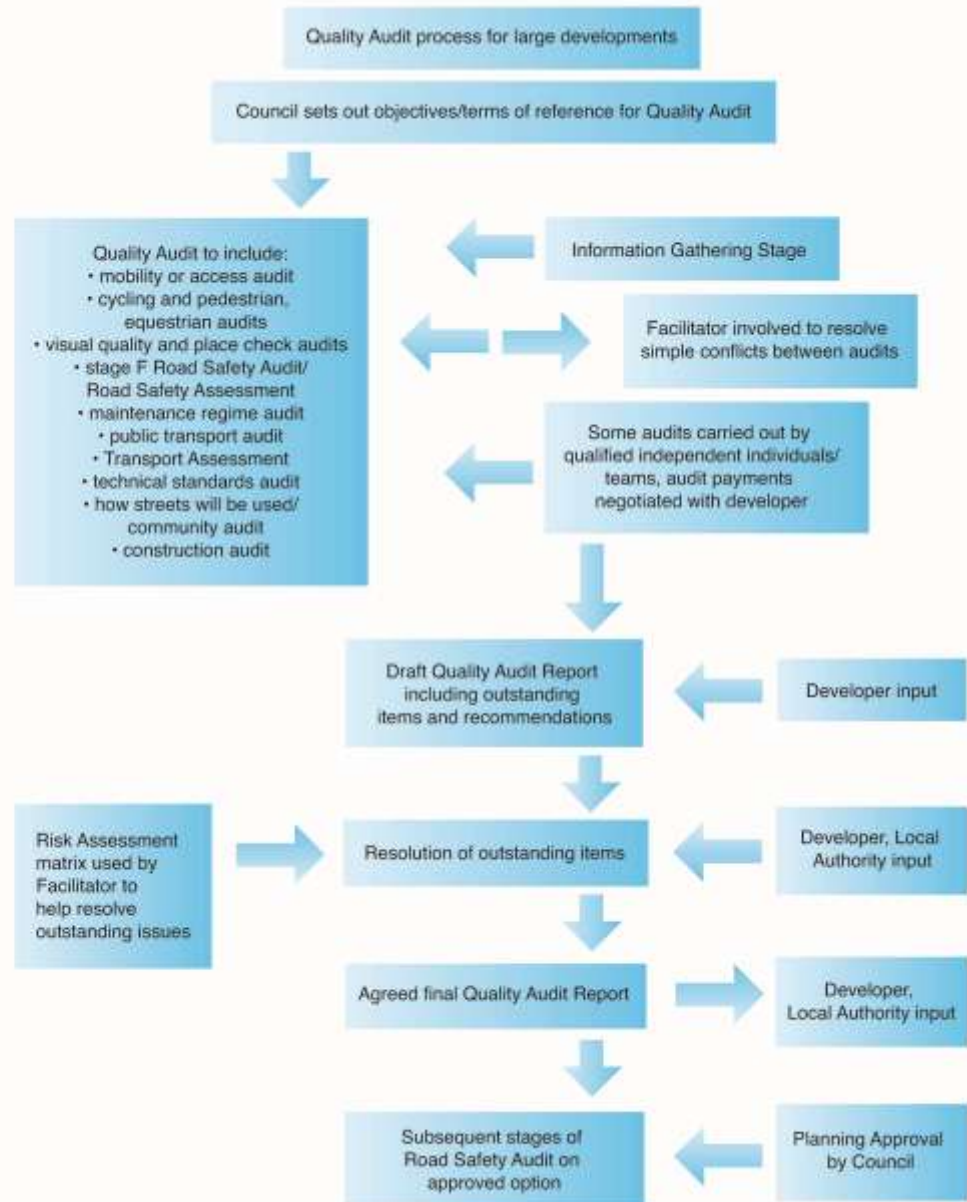 Quality Audit process for large developments
Council sets out objectives/terms of reference for Quality Audit
Quality Audit to include:
• mobility or access audit
• cycling and pedestrian,
equestrian audits
• visual quality and place check audits
• stage F Road Safety Audit/
Road Safety Assessment
• maintenance regime audit
• public transport audit
• Transport Assessment
• technical standards audit
• how streets will be used/
community audit
• construction audit
Information Gathering Stage
Facilitator involved to resolve
simple conflicts between audits
Some audits carried out by
qualified independent individuals/
teams, audit payments
negotiated with developer
Draft Quality Audit Report
including outstanding
items and recommendations
Developer input
Risk Assessment
matrix used by
Facilitator to
help resolve
outstanding issues
Resolution of outstanding items
Developer, Local
Authority input
Agreed final Quality Audit Report
Developer,
Local Authority input
Subsequent stages of
Road Safety Audit on
approved option
Planning Approval
by Council